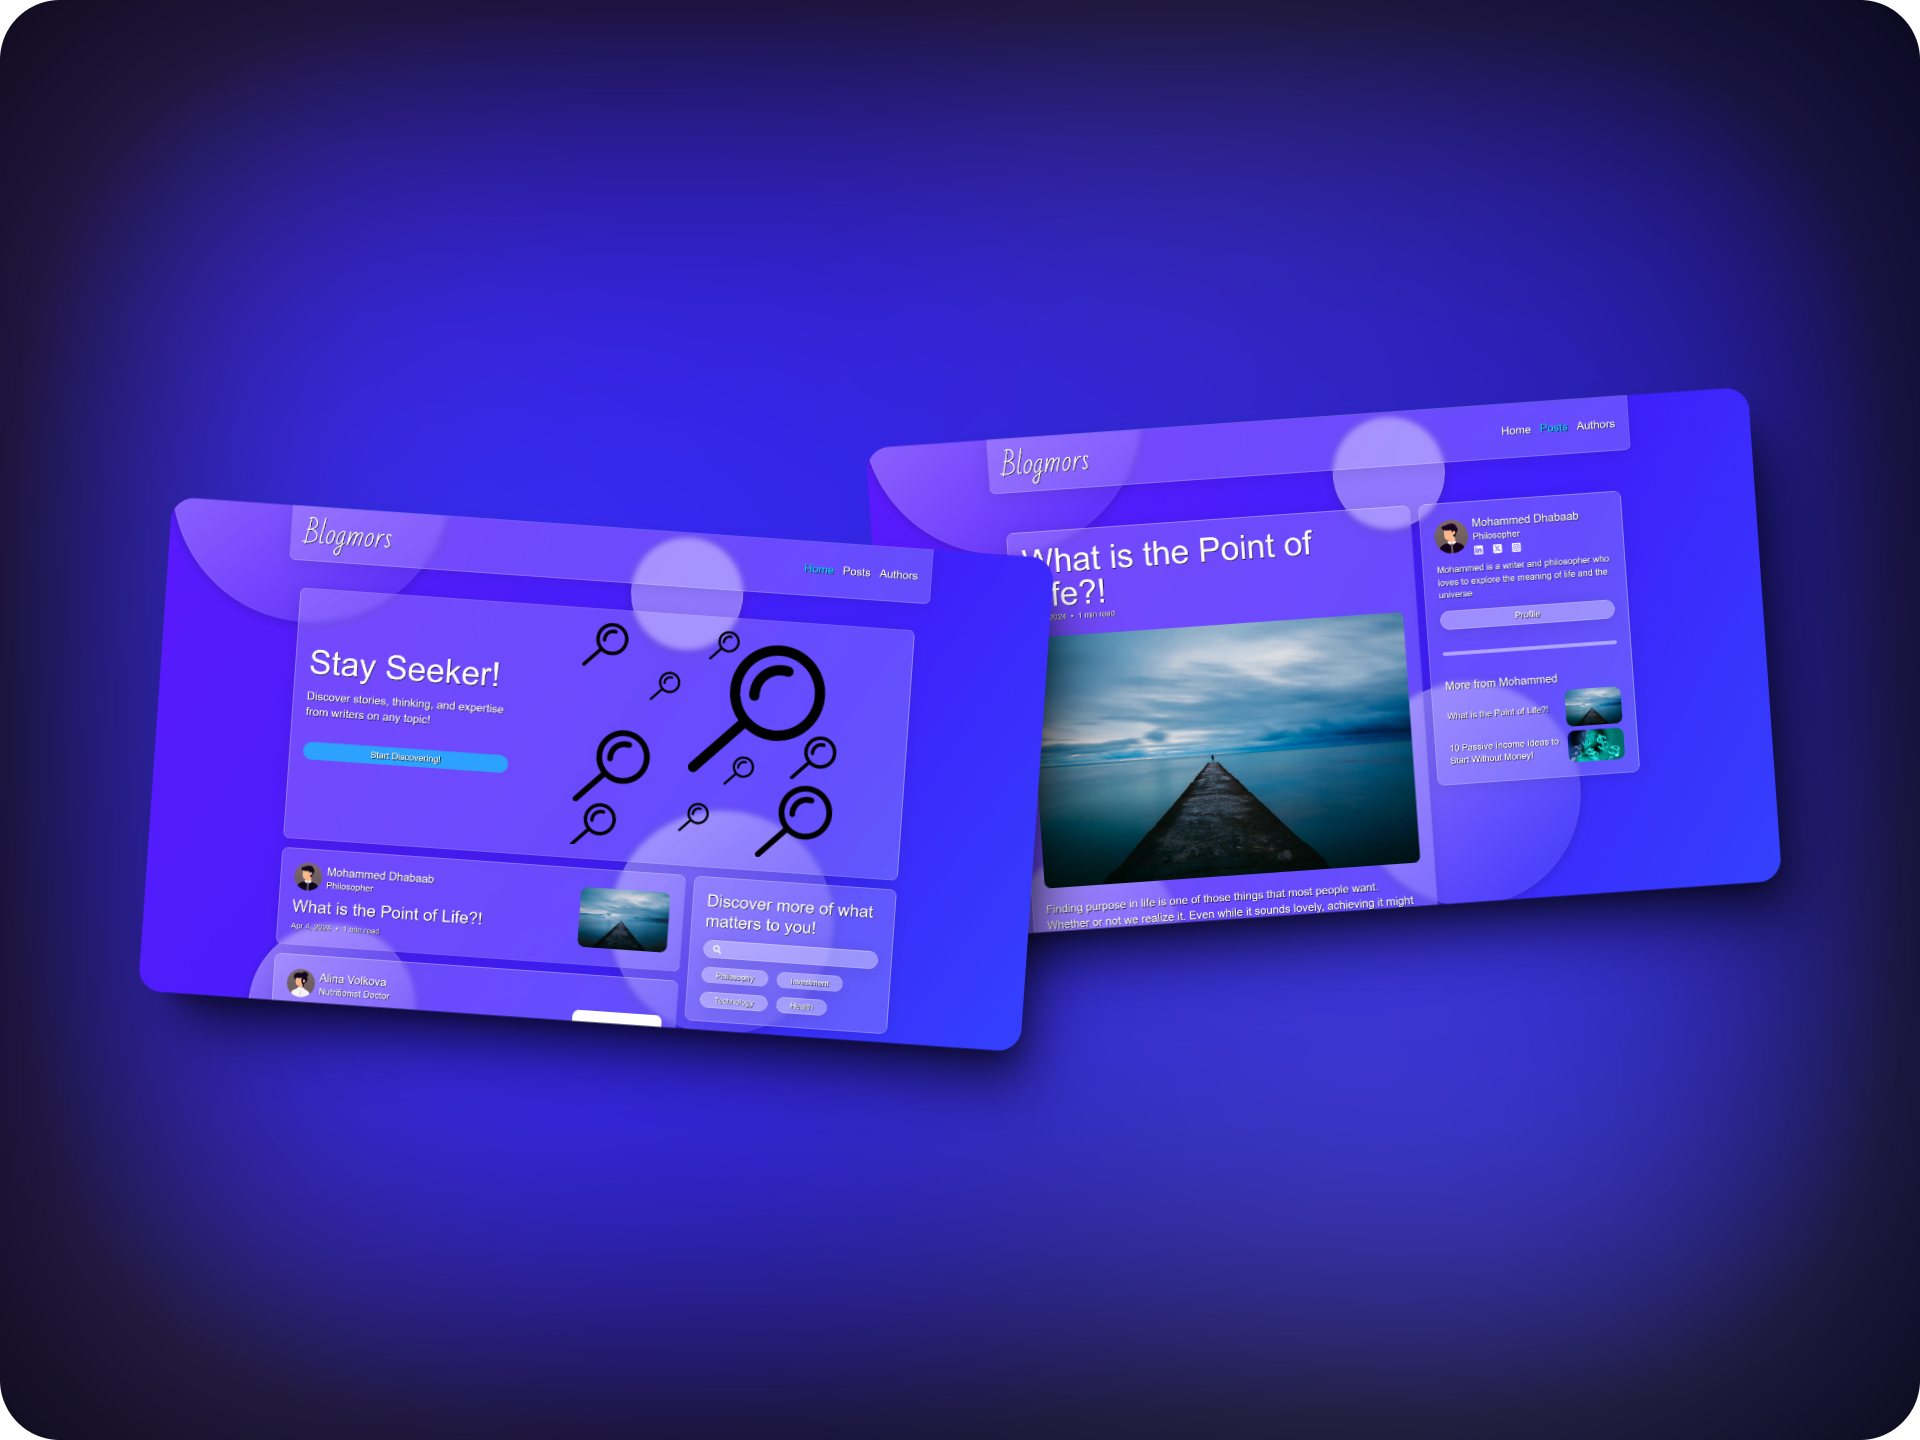 Blogmors
Home Posts Authors
Stay Seeker!
Discover stories, thinking, and expertise
from writers on any topic!
Start Discovering!
Mohammed Dhabaab
Philosopher
What is the Point of Life?!
Apr 4, 2024 • 1 min read
Alina Volkova
Nutritionist Doctor
Discover more of what
matters to you!
Philosophy Investment
Technology Health
Blogmors
Home Posts Authors
What is the Point of
fe?!
2024 • 1 min read
Finding purpose in life is one of those things that most people want.
Whether or not we realize it. Even while it sounds lovely, achieving it might
Mohammed Dhabaab
Philosopher
Mohammed is a writer and philosopher who
loves to explore the meaning of life and the
universe
Profile
More from Mohammed
What is the Point of Life?!
10 Passive Income Ideas to
Start Without Money!